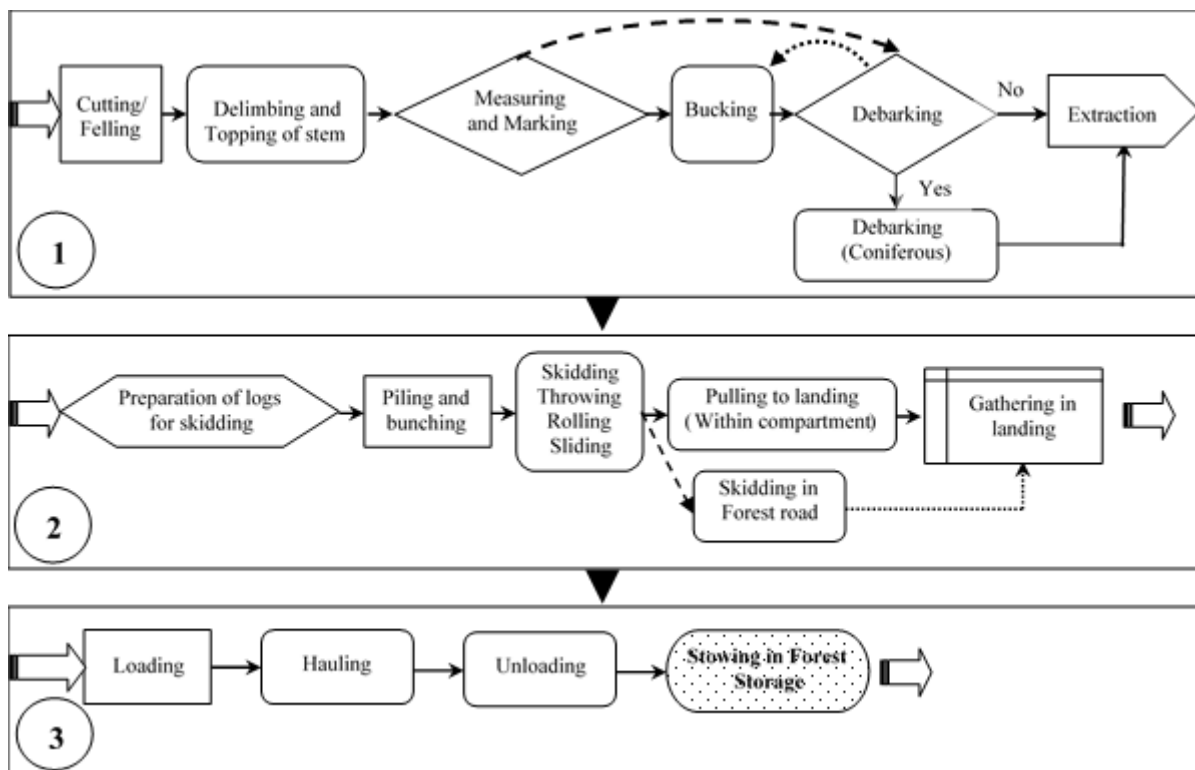 Cutting/
Felling
Delimbing and
Topping of stem
Measuring
and Marking
Bucking
Debarking
No
Extraction
Yes
Debarking
(Coniferous)
1
Preparation of logs
for skidding
Piling and
bunching
Skidding
Throwing
Rolling
Sliding
Pulling to landing
(Within compartment)
Gathering in
landing
Skidding in
Forest road
2
Loading
Hauling
Unloading
Stowing in Forest
Storage
3